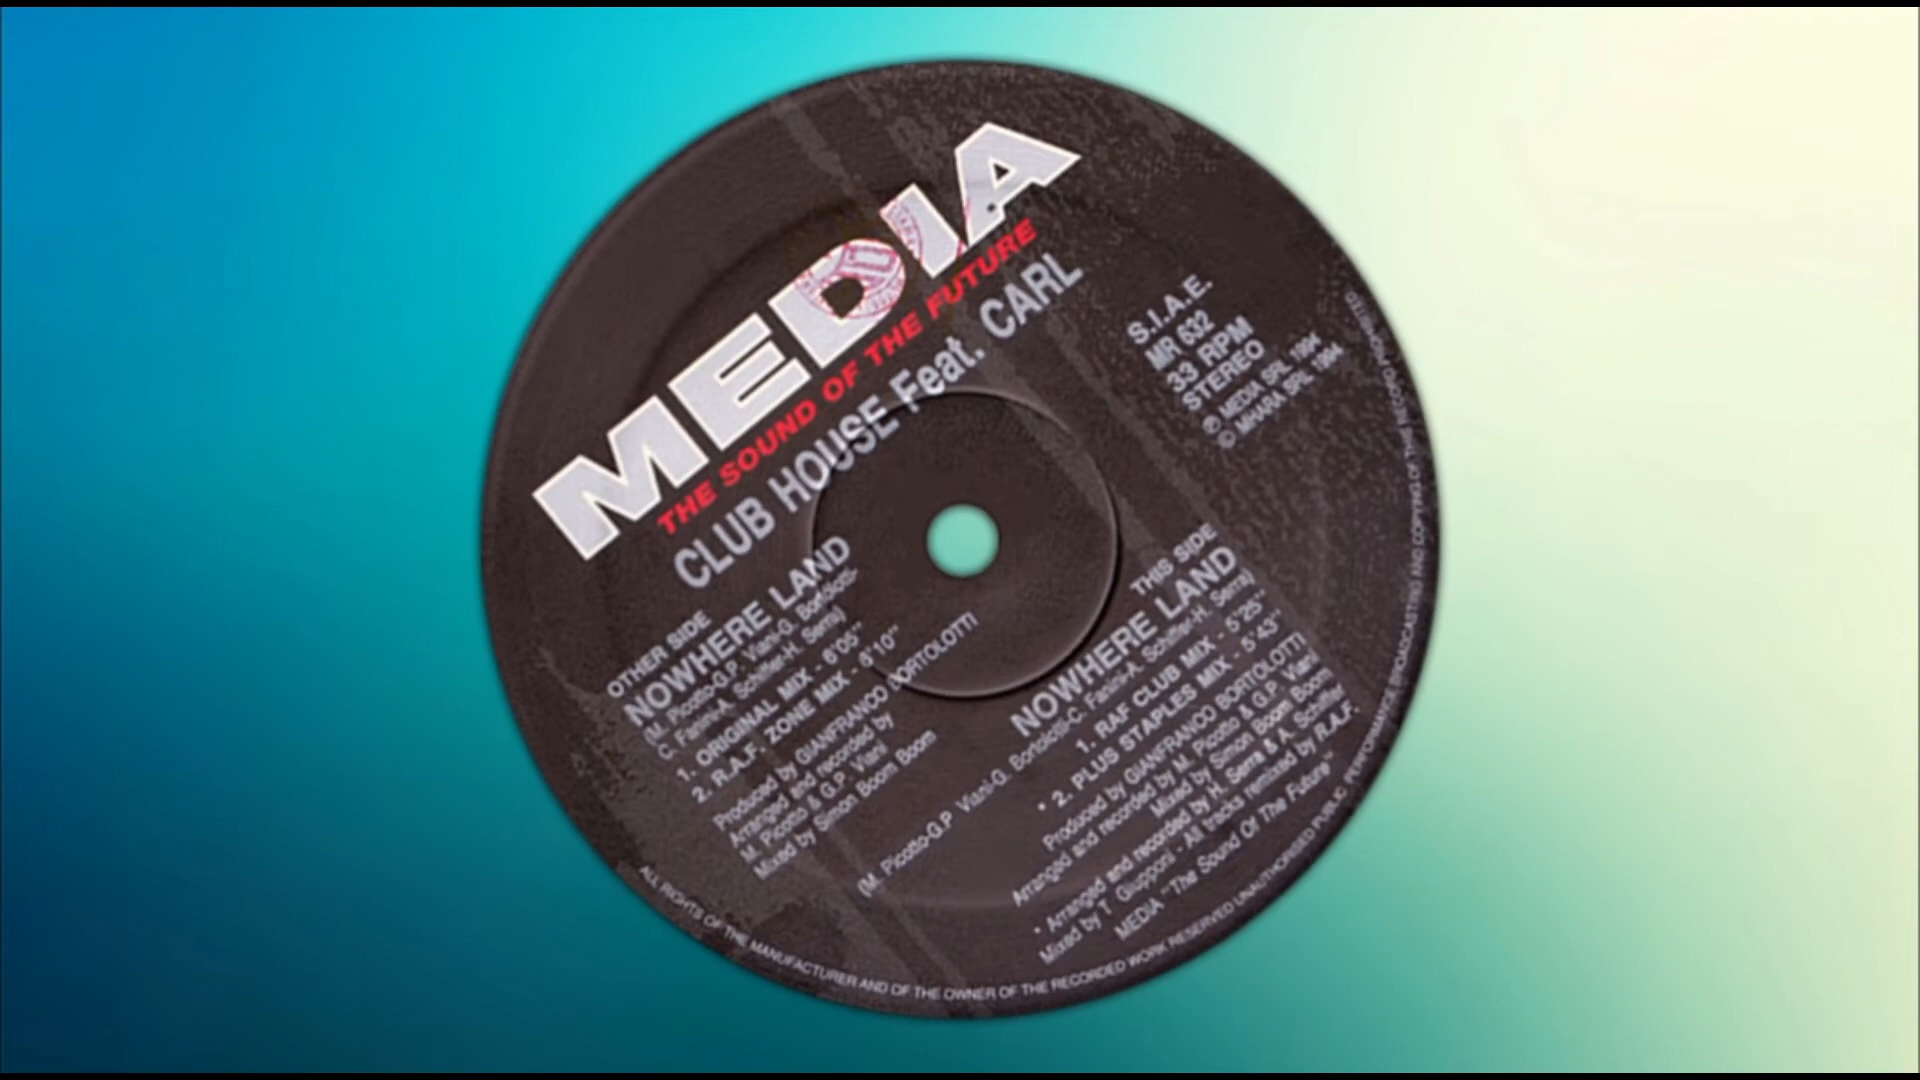 MEDIA
THE SOUND OF THE FUTURE
CLUB HOUSE Feat. CARL
S.I.A.E.
MR 632
33 RPM
STEREO
℗ MEDIA SRL 1994
© MIHARA SRL 1994
OTHER SIDE
NOWHERE LAND
(M. Picotto-G.P. Viani-G. Bortolotti-
C. Fanini-A. Schiffer-H. Serra)
1. ORIGINAL MIX - 6'05''
2. R.A.F. ZONE MIX - 6'10''
Produced by GIANFRANCO BORTOLOTTI
Arranged and recorded by
M. Picotto & G.P. Viani
Mixed by Simon Boom Boom
THIS SIDE
NOWHERE LAND
(M. Picotto-G.P Viani-G. Bortolotti-C. Fanini-A. Schiffer-H. Serra)
1. RAF CLUB MIX - 5'25''
* 2. PLUS STAPLES MIX - 5'43''
Produced by GIANFRANCO BORTOLOTTI
Arranged and recorded by M. Picotto & G.P. Viani
Mixed by Simon Boom Boom
* Arranged and recorded by H. Serra & A. Schiffer
Mixed by T. Giupponi - All tracks remixed by R.A.F.
MEDIA "The Sound Of The Future"
ALL RIGHTS OF THE MANUFACTURER AND OF THE OWNER OF THE RECORDED WORK RESERVED UNAUTHORISED PUBLIC PERFORMANCE BROADCASTING AND COPYING OF THIS RECORD PROHIBITED